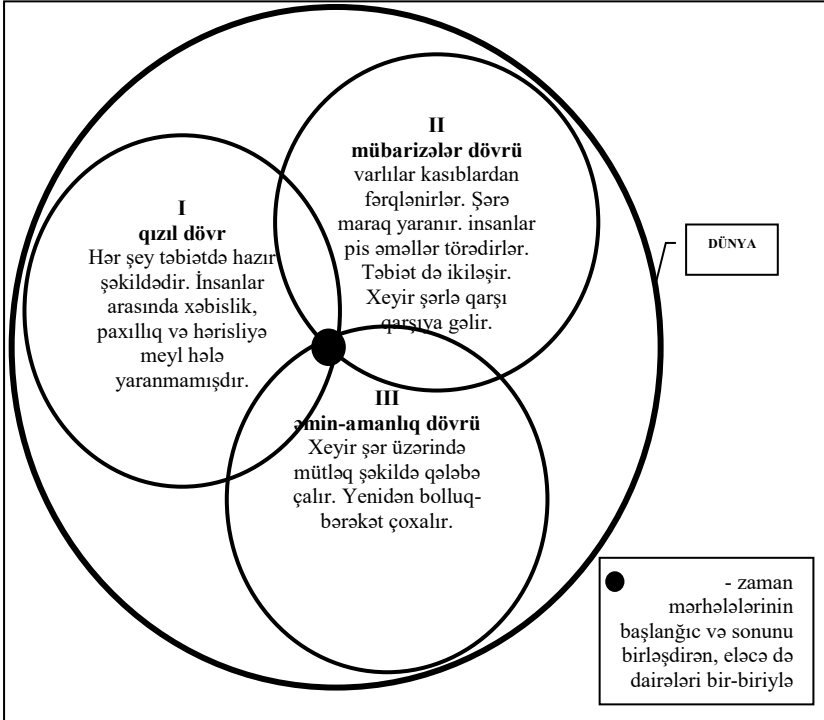 I
qızıl dövr
Hər şey təbiətdə hazır
şəkildədir. İnsanlar
arasında xəbislik,
paxıllıq və hərisliyə
meyl hələ
yaranmamışdır.
II
mübarizələr dövrü
varlılar kasıblardan
fərqlənirlər. Şərə
maraq yaranır. insanlar
pis əməllər törədirlər.
Təbiət də ikiləşir.
Xeyir şərlə qarşı
qarşıya gəlir.
III
əmin-amanlıq dövrü
Xeyir şər üzərində
mütləq şəkildə qələbə
çalır. Yenidən bolluq-
bərəkət çoxalır.
DÜNYA
- zaman
mərhələlərinin
başlanğıc və sonunu
birləşdirən, eləcə də
dairələri bir-biriylə